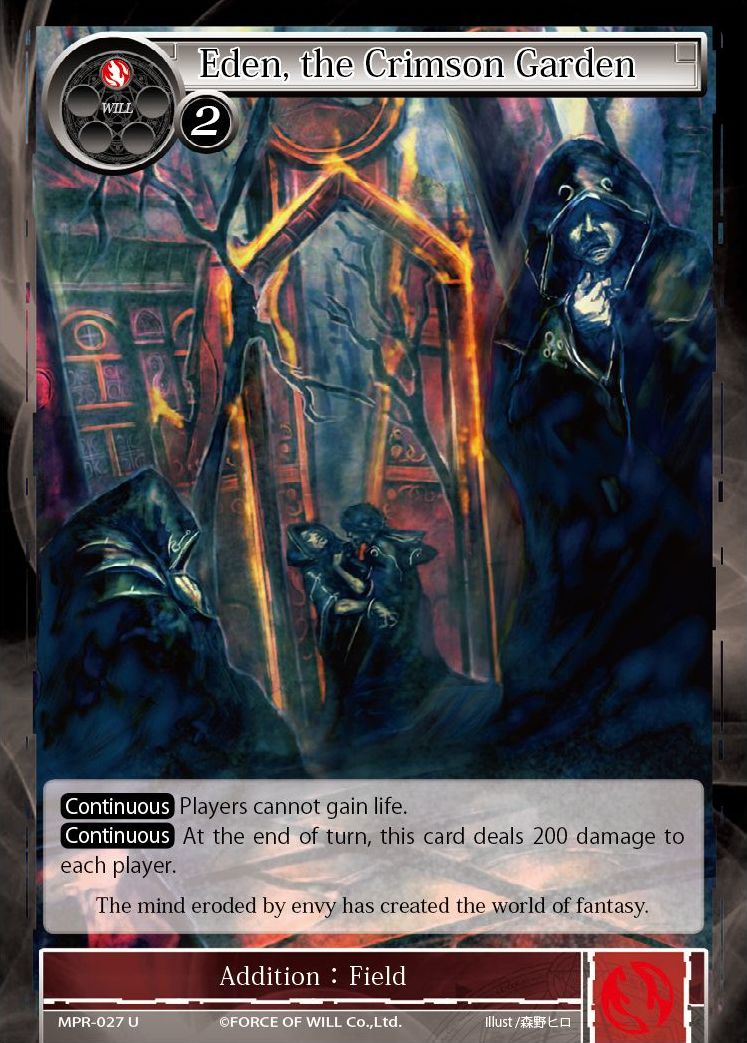 Eden, the Crimson Garden
WILL
2
Continuous Players cannot gain life.
Continuous At the end of turn, this card deals 200 damage to
each player.
The mind eroded by envy has created the world of fantasy.
Addition : Field
MPR-027 U ©FORCE OF WILL Co.,Ltd. Illust/森野ヒロ